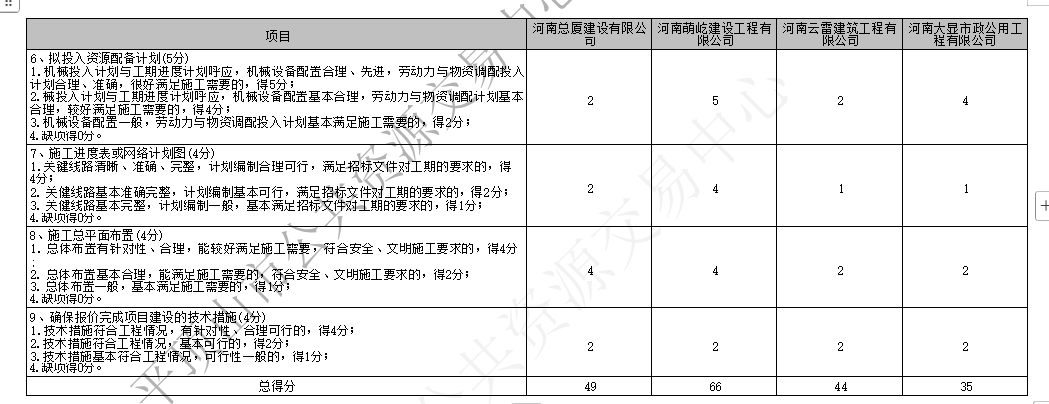 项目
河南总厦建设有限公
司
河南萌屹建设工程有
限公司
河南云雷建筑工程有
限公司
河南大显市政公用工
程有限公司
6、拟投入资源配备计划(5分)
1.机械投入计划与工期进度计划呼应，机械设备配置合理、先进，劳动力与物资调配投入
计划合理、准确，很好满足施工需要的，得5分；
2.械投入计划与工期进度计划呼应，机械设备配置基本合理，劳动力与物资调配计划基本
合理，较好满足施工需要的，得4分；
3.机械设备配置一般，劳动力与物资调配投入计划基本满足施工需要的，得2分；
4.缺项得0分。
2
5
2
4
7、施工进度表或网络计划图(4分)
1.关键线路清晰、准确、完整，计划编制合理可行，满足招标文件对工期的要求的，得
4分；
2. 关健线路基本准确完整，计划编制基本可行，满足招标文件对工期的要求的，得2分；
3. 关健线路基本完整，计划编制一般，基本满足招标文件对工期的要求的，得1分；
4.缺项得0分。
2
4
1
1
8、施工总平面布置(4分)
1. 总体布置有针对性、合理，能较好满足施工需要，符合安全、文明施工要求的，得4分
；
2. 总体布置基本合理，能满足施工需要的，符合安全、文明施工要求的，得2分；
3. 总体布置一般，基本满足施工需要的，得1分；
4.缺项得0分。
4
4
2
2
9、确保报价完成项目建设的技术措施(4分)
1.技术措施符合工程情况，有针对性、合理可行的，得4分；
2.技术措施符合工程情况，基本可行的，得2分；
3.技术措施基本符合工程情况，可行性一般的，得1分；
4.缺项得0分。
2
2
2
2
总得分
49
66
44
35
平顶山市公共资源交易中心
公共资源交易中心